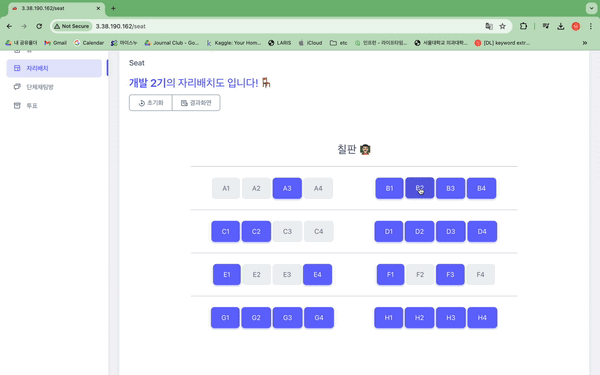 3.38.190.162/seat
Not Secure 3.38.190.162/seat
내 공유폴더 Gmail Calendar 마이스누 Journal Club - Go... Kaggle: Your Hom... LARIS iCloud etc 인프런 - 라이프타임... 서울대학교 치과대학... [DL] keyword extr...
홈
자리배치
단체채팅방
투표
Seat
개발 2기의 자리배치도 입니다!
초기화 결과화면
칠판
A1 A2 A3 A4 B1 B2 B3 B4
C1 C2 C3 C4 D1 D2 D3 D4
E1 E2 E3 E4 F1 F2 F3 F4
G1 G2 G3 G4 H1 H2 H3 H4